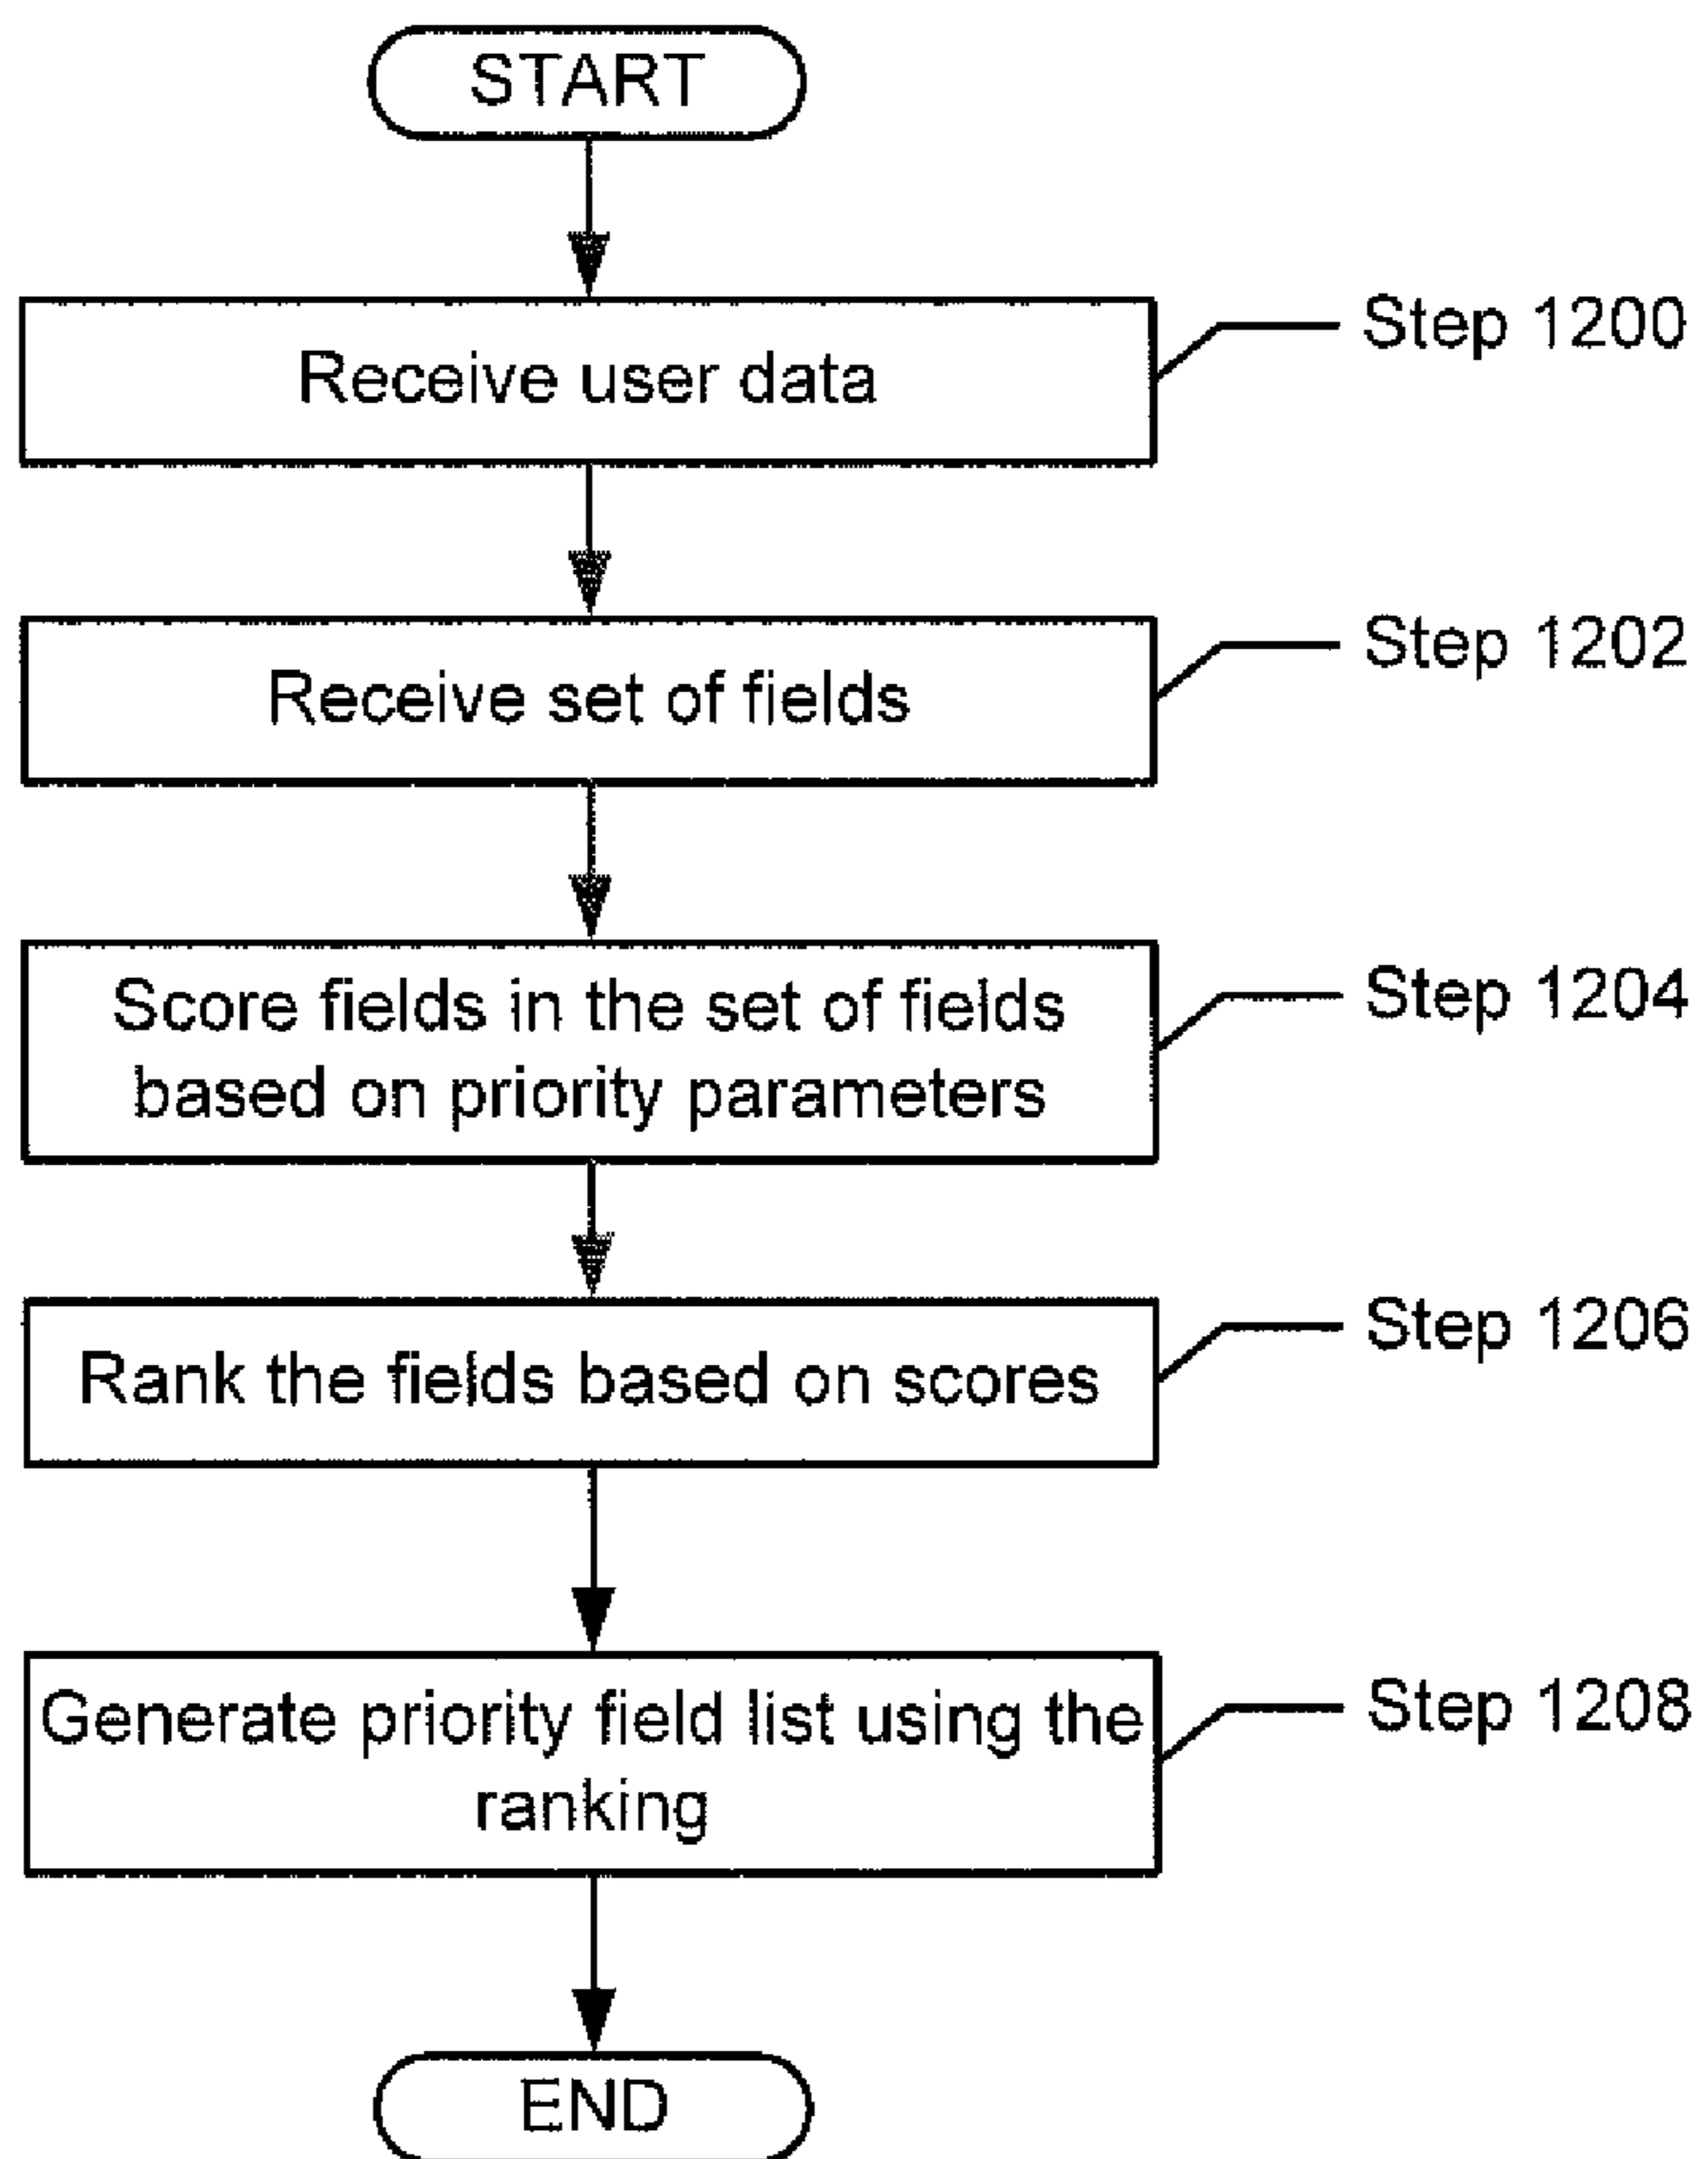 START
Receive user data
Step 1200
Receive set of fields
Step 1202
Score fields in the set of fields
based on priority parameters
Step 1204
Rank the fields based on scores
Step 1206
Generate priority field list using the
ranking
Step 1208
END